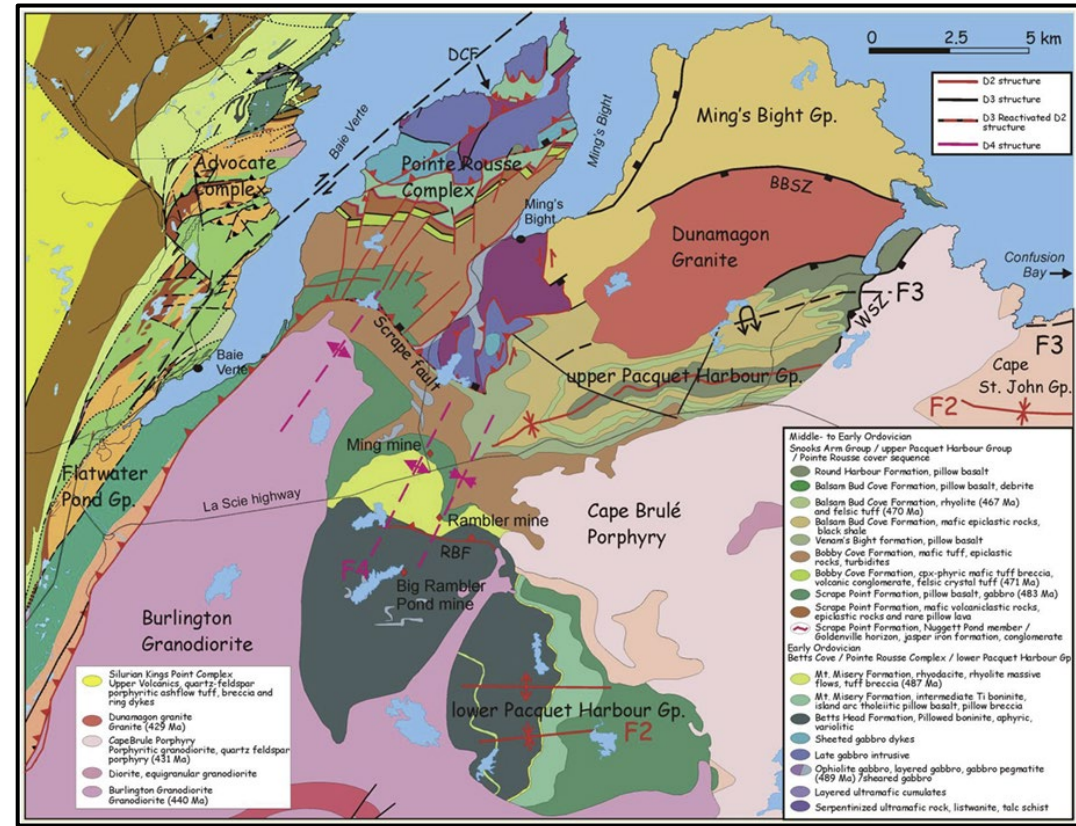 0 2.5 5 km
D2 structure
D3 structure
D3 Reactivated D2
structure
D4 structure
DCF
Baie Verte
Ming's Bight
Ming's Bight Gp.
Advocate
Complex
Pointe Rousse
Complex
BBSZ
Ming's
Bight
Dunamagon
Granite
Confusion
Bay
F3
WSZ
F3
Scrape fault
Baie
Verte
upper Pacquet Harbour Gp.
Cape
St. John Gp.
F2
Ming mine
Flatwater
Pond Gp.
La Scie highway
Rambler mine
Cape Brulé
Porphyry
RBF
F4
Big Rambler
Pond mine
Burlington
Granodiorite
lower Pacquet Harbour Gp.
F2
Silurian Kings Point Complex
Upper Volcanics, quartz-feldspar
porphyritic ashflow tuff, breccia and
ring dykes
Dunamagon granite
Granite (429 Ma)
CapeBrule Porphyry
Porphyritic granodiorite, quartz feldspar
porphyry (431 Ma)
Diorite, equigranular granodiorite
Burlington Granodiorite
Granodiorite (440 Ma)
Middle- to Early Ordovician
Snooks Arm Group / upper Pacquet Harbour Group
/ Pointe Rousse cover sequence
Round Harbour Formation, pillow basalt
Balsam Bud Cove Formation, pillow basalt, debrite
Balsam Bud Cove Formation, rhyolite (467 Ma)
and felsic tuff (470 Ma)
Balsam Bud Cove Formation, mafic epiclastic rocks,
black shale
Venam's Bight formation, pillow basalt
Bobby Cove Formation, mafic tuff, epiclastic
rocks, turbidites
Bobby Cove Formation, cpx-phyric mafic tuff breccia,
volcanic conglomerate, felsic crystal tuff (471 Ma)
Scrape Point Formation, pillow basalt, gabbro (483 Ma)
Scrape Point Formation, mafic volcaniclastic rocks,
epiclastic rocks and rare pillow lava
Scrape Point Formation, Nuggett Pond member /
Goldenville horizon, jasper iron formation, conglomerate
Early Ordovician
Betts Cove / Pointe Rousse Complex / lower Pacquet Harbour Gp
Mt. Misery Formation, rhyodacite, rhyolite massive
flows, tuff breccia (487 Ma)
Mt. Misery Formation, intermediate Ti boninite,
island arc tholeiitic pillow basalt, pillow breccia
Betts Head Formation, Pillowed boninite, aphyric,
variolitic
Sheeted gabbro dykes
Late gabbro intrusive
Ophiolite gabbro, layered gabbro, gabbro pegmatite
(489 Ma) /sheared gabbro
Layered ultramafic cumulates
Serpentinized ultramafic rock, listwanite, talc schist